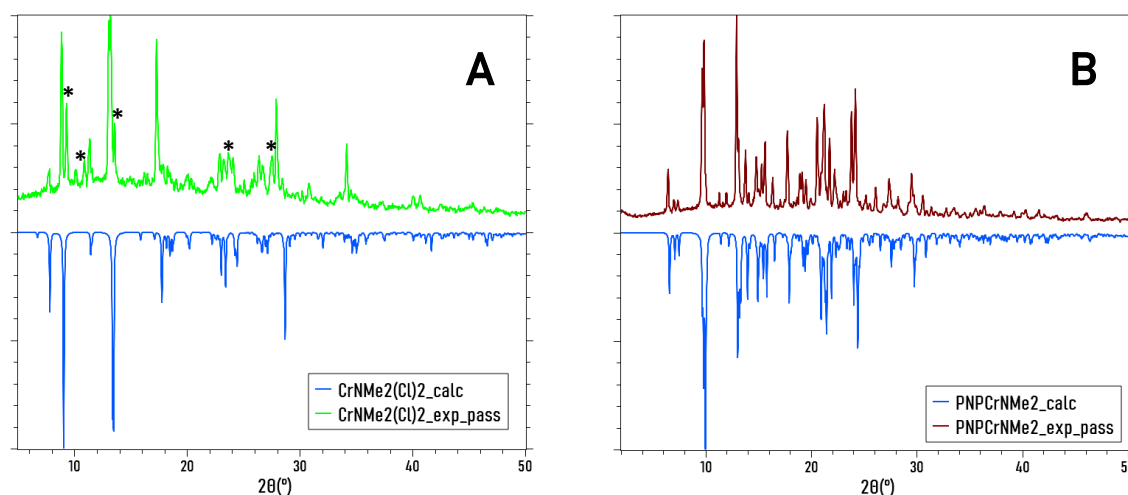 A
*
*
*
*
*
CrNMe2(Cl)2_calc
CrNMe2(Cl)2_exp_pass
10 20 30 40 50
2θ(°)
B
PNPCrNMe2_calc
PNPCrNMe2_exp_pass
10 20 30 40 50
2θ(°)